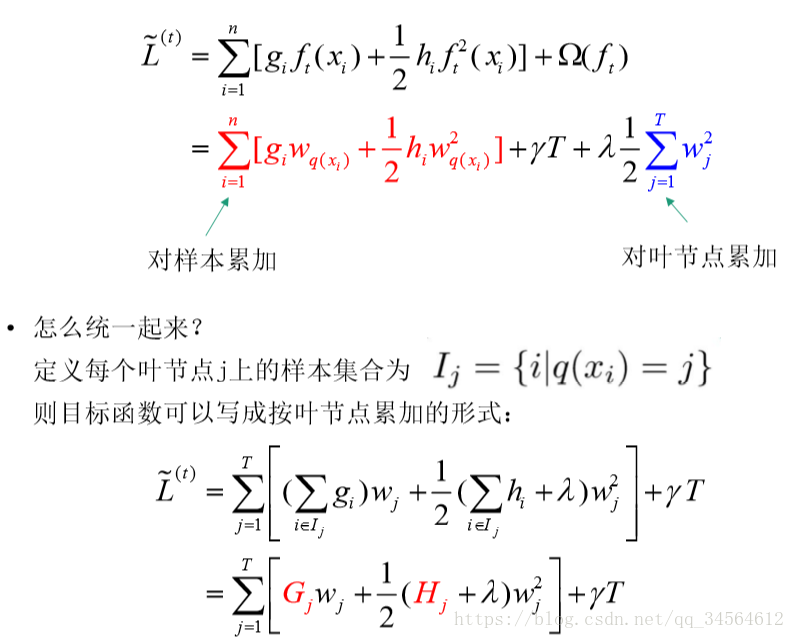 L̃^(t) = ∑_{i=1}^{n} [g_i f_t(x_i) + 1/2 h_i f_t^2(x_i)] + Ω(f_t)
= ∑_{i=1}^{n} [g_i w_{q(x_i)} + 1/2 h_i w_{q(x_i)}^2] + γT + λ 1/2 ∑_{j=1}^{T} w_j^2
对样本累加 对叶节点累加
• 怎么统一起来?
定义每个叶节点j上的样本集合为 I_j = {i|q(x_i) = j}
则目标函数可以写成按叶节点累加的形式:
L̃^(t) = ∑_{j=1}^{T} [(∑_{i∈I_j} g_i) w_j + 1/2 (∑_{i∈I_j} h_i + λ) w_j^2] + γT
= ∑_{j=1}^{T} [G_j w_j + 1/2 (H_j + λ) w_j^2] + γT
https://blog.csdn.net/qq_34564612